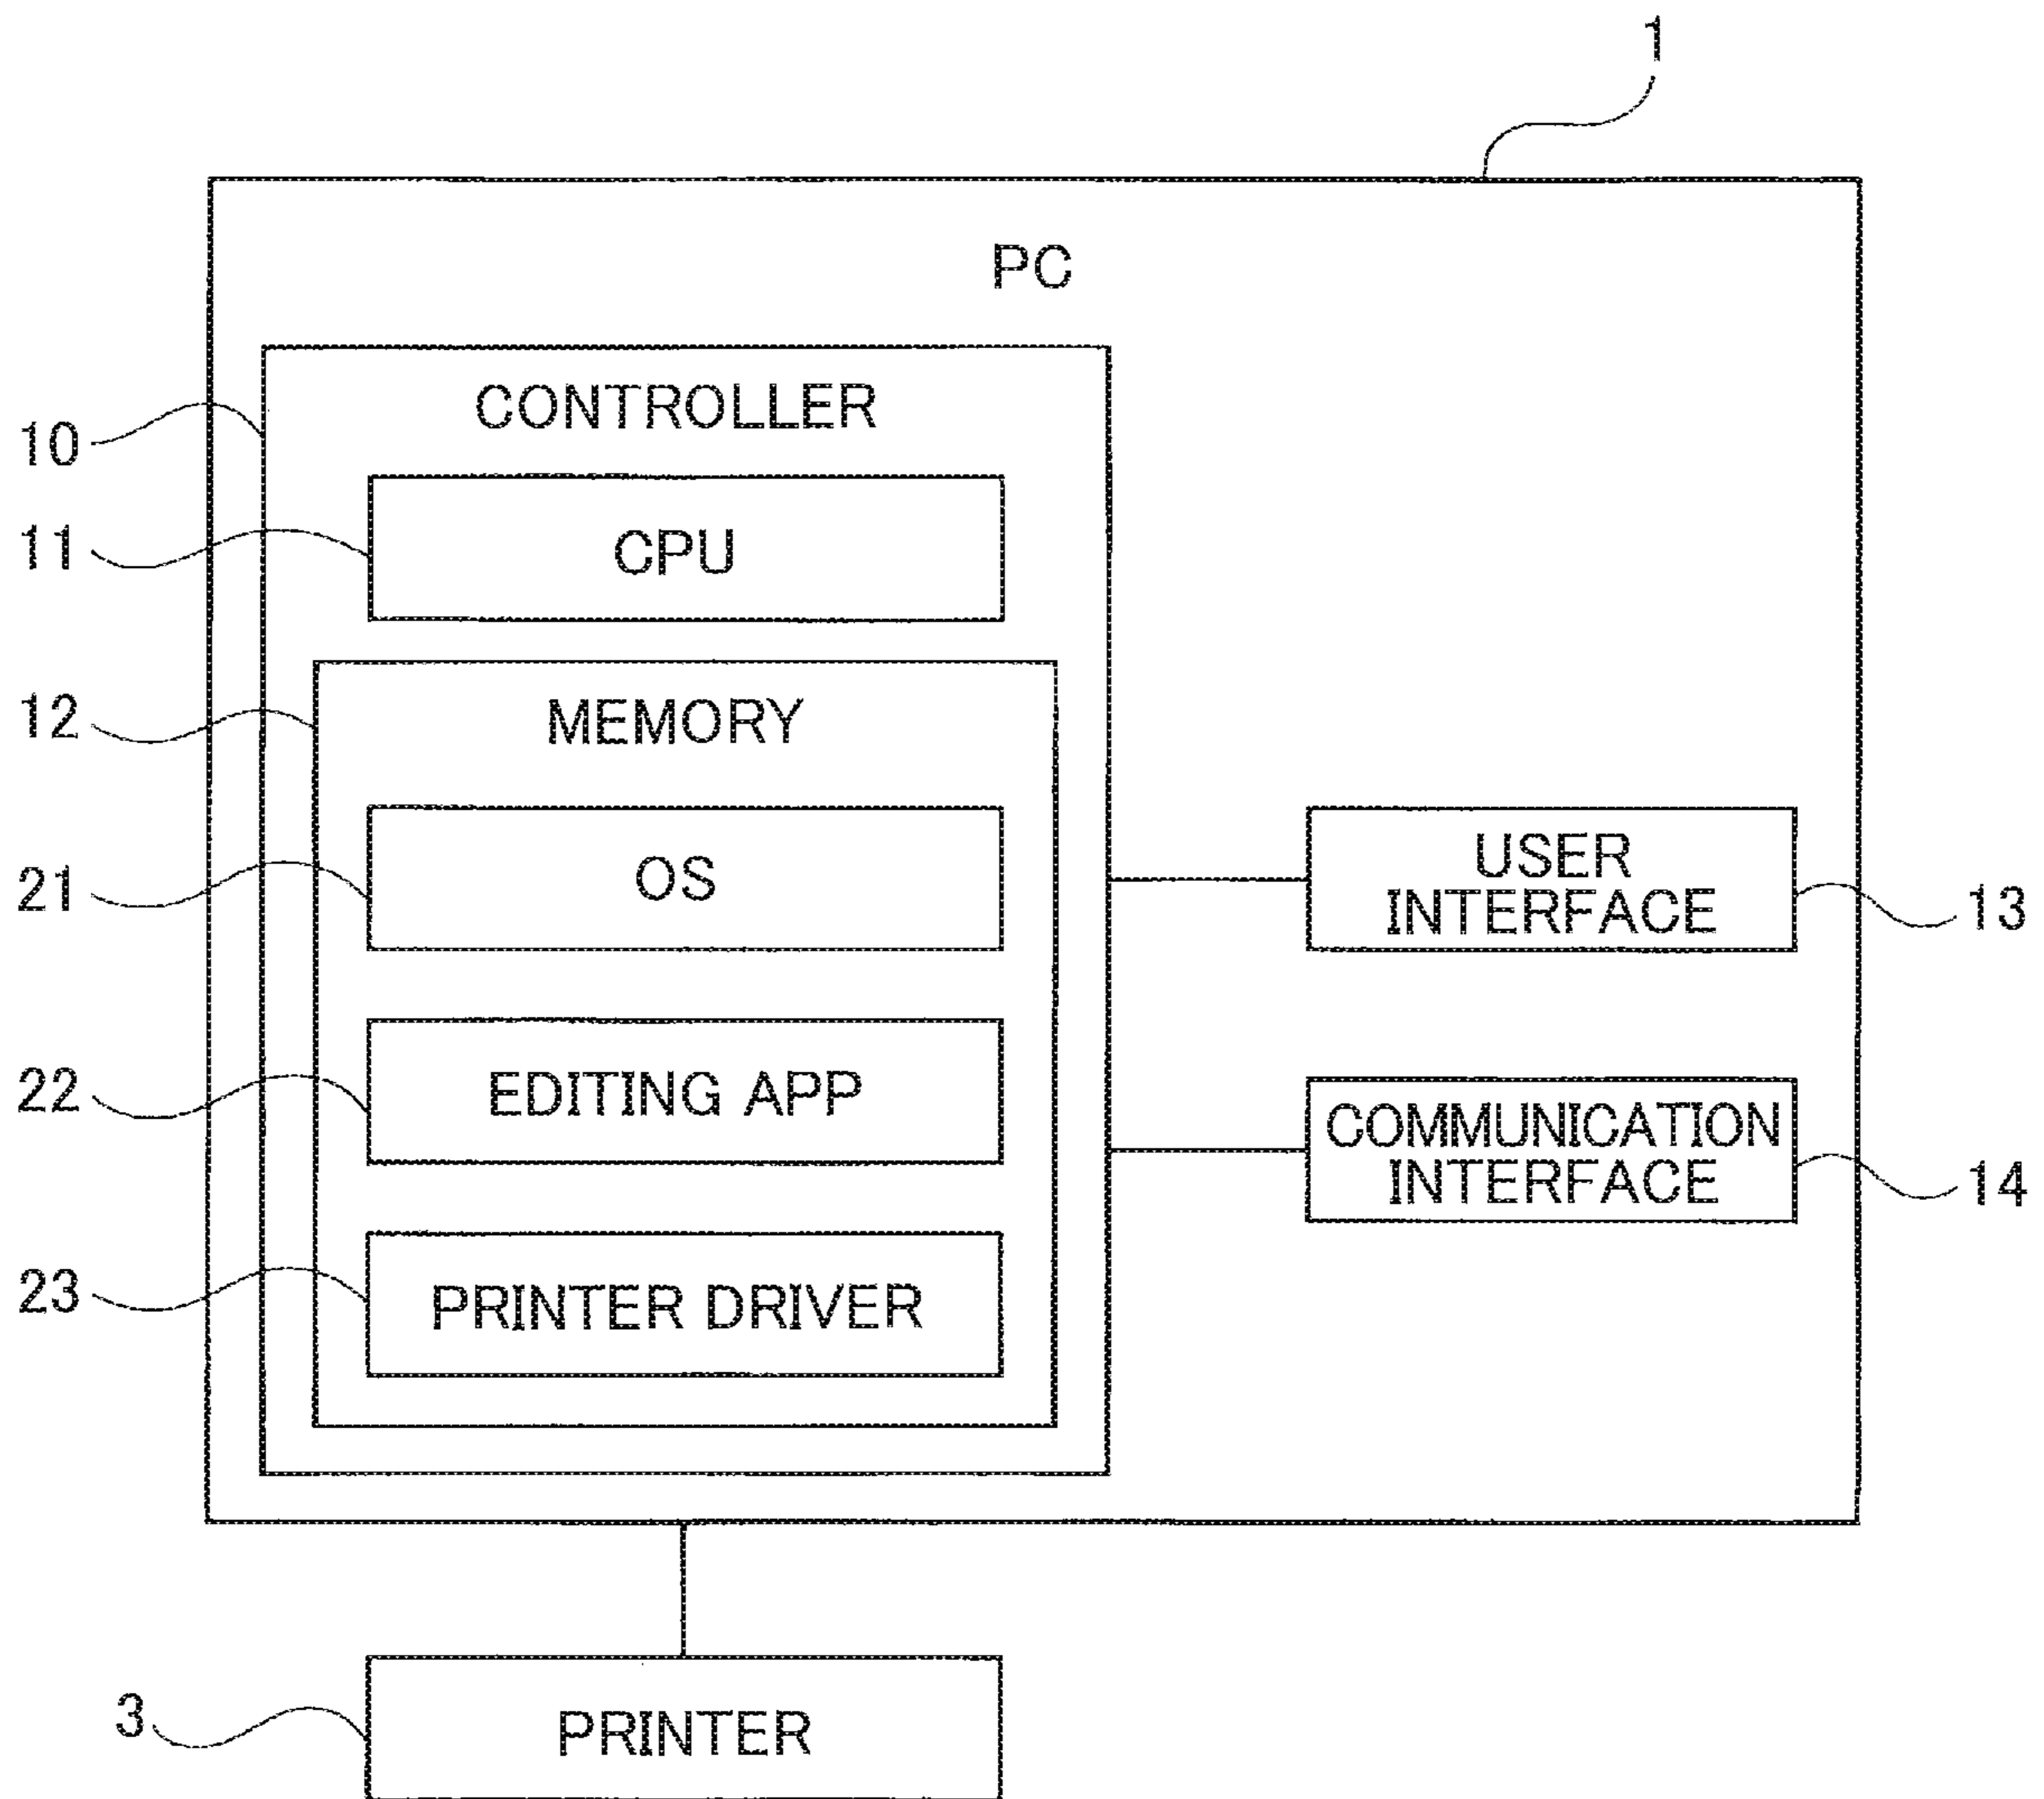 1
PC
10
CONTROLLER
11
CPU
12
MEMORY
21
OS
USER
INTERFACE
13
22
EDITING APP
COMMUNICATION
INTERFACE
14
23
PRINTER DRIVER
3
PRINTER